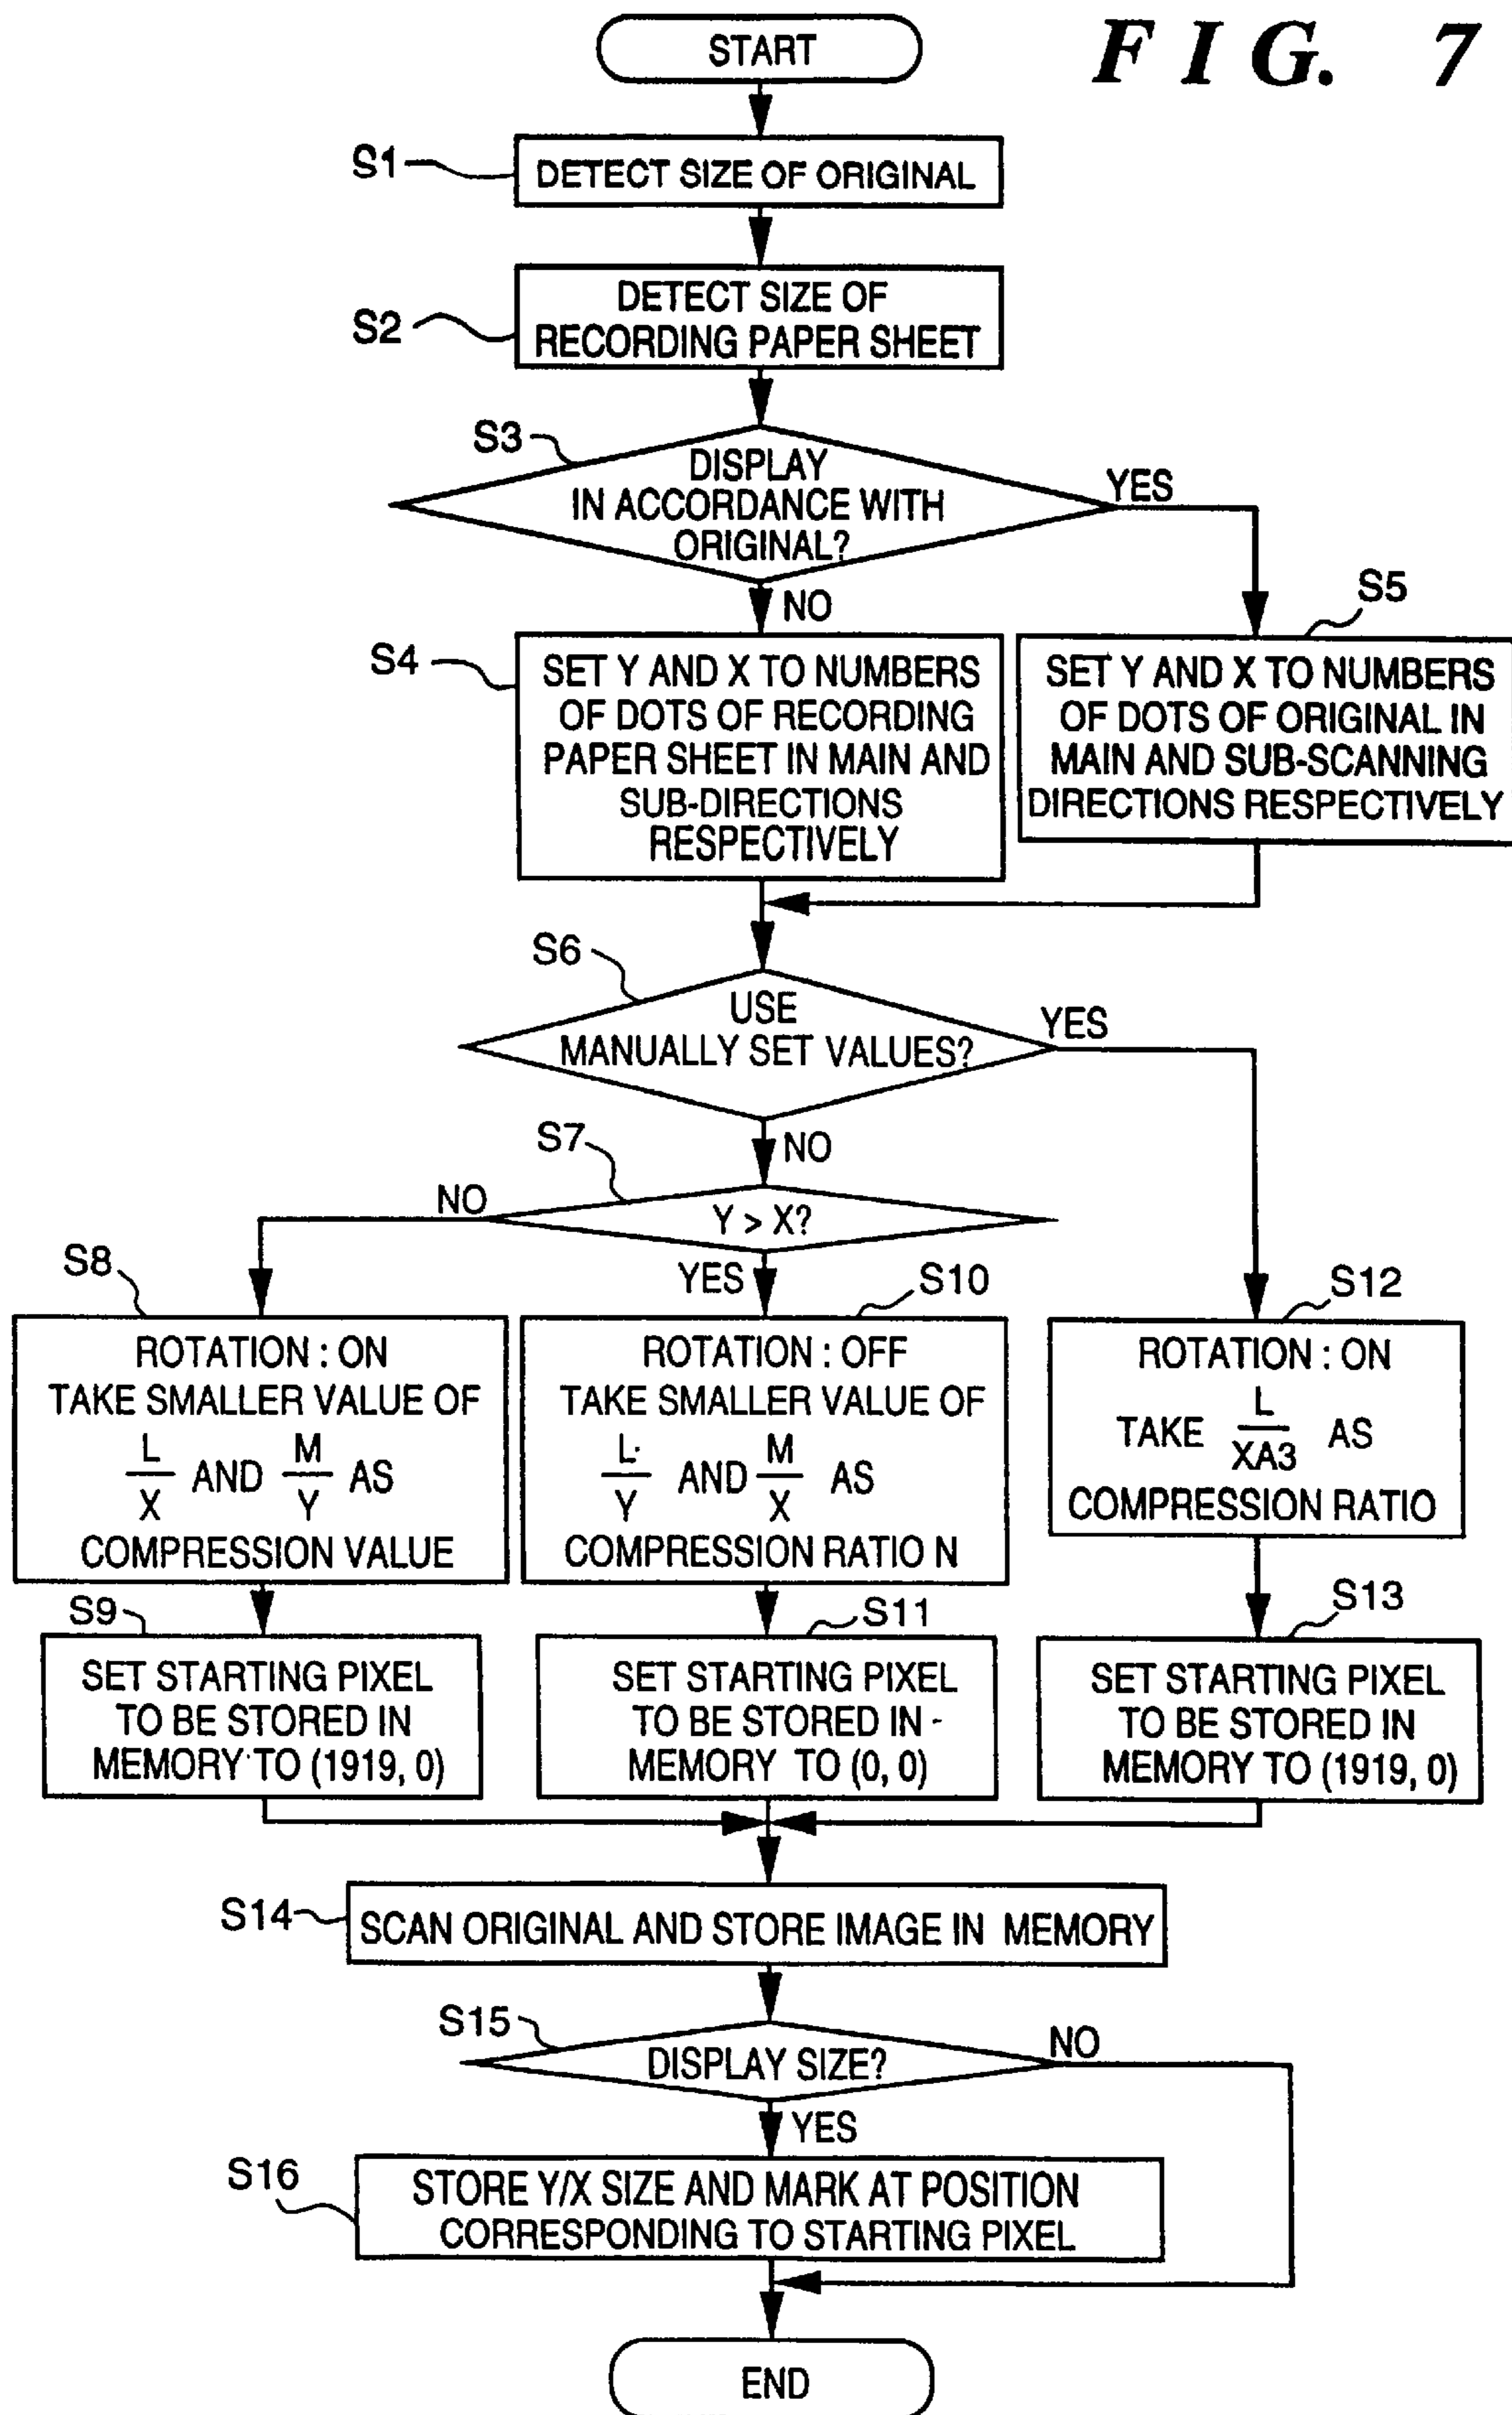 FIG. 7
START
S1
DETECT SIZE OF ORIGINAL
S2
DETECT SIZE OF
RECORDING PAPER SHEET
S3
DISPLAY
IN ACCORDANCE WITH
ORIGINAL?
YES
NO
S4
SET Y AND X TO NUMBERS
OF DOTS OF RECORDING
PAPER SHEET IN MAIN AND
SUB-DIRECTIONS
RESPECTIVELY
S5
SET Y AND X TO NUMBERS
OF DOTS OF ORIGINAL IN
MAIN AND SUB-SCANNING
DIRECTIONS RESPECTIVELY
S6
USE
MANUALLY SET VALUES?
YES
NO
S7
Y > X?
NO
YES
S8
ROTATION : ON
TAKE SMALLER VALUE OF
L/X AND M/Y AS
COMPRESSION VALUE
S10
ROTATION : OFF
TAKE SMALLER VALUE OF
L/Y AND M/X AS
COMPRESSION RATIO N
S12
ROTATION : ON
TAKE L/XA3 AS
COMPRESSION RATIO
S9
SET STARTING PIXEL
TO BE STORED IN
MEMORY TO (1919, 0)
S11
SET STARTING PIXEL
TO BE STORED IN
MEMORY TO (0, 0)
S13
SET STARTING PIXEL
TO BE STORED IN
MEMORY TO (1919, 0)
S14
SCAN ORIGINAL AND STORE IMAGE IN MEMORY
S15
DISPLAY SIZE?
NO
YES
S16
STORE Y/X SIZE AND MARK AT POSITION
CORRESPONDING TO STARTING PIXEL
END